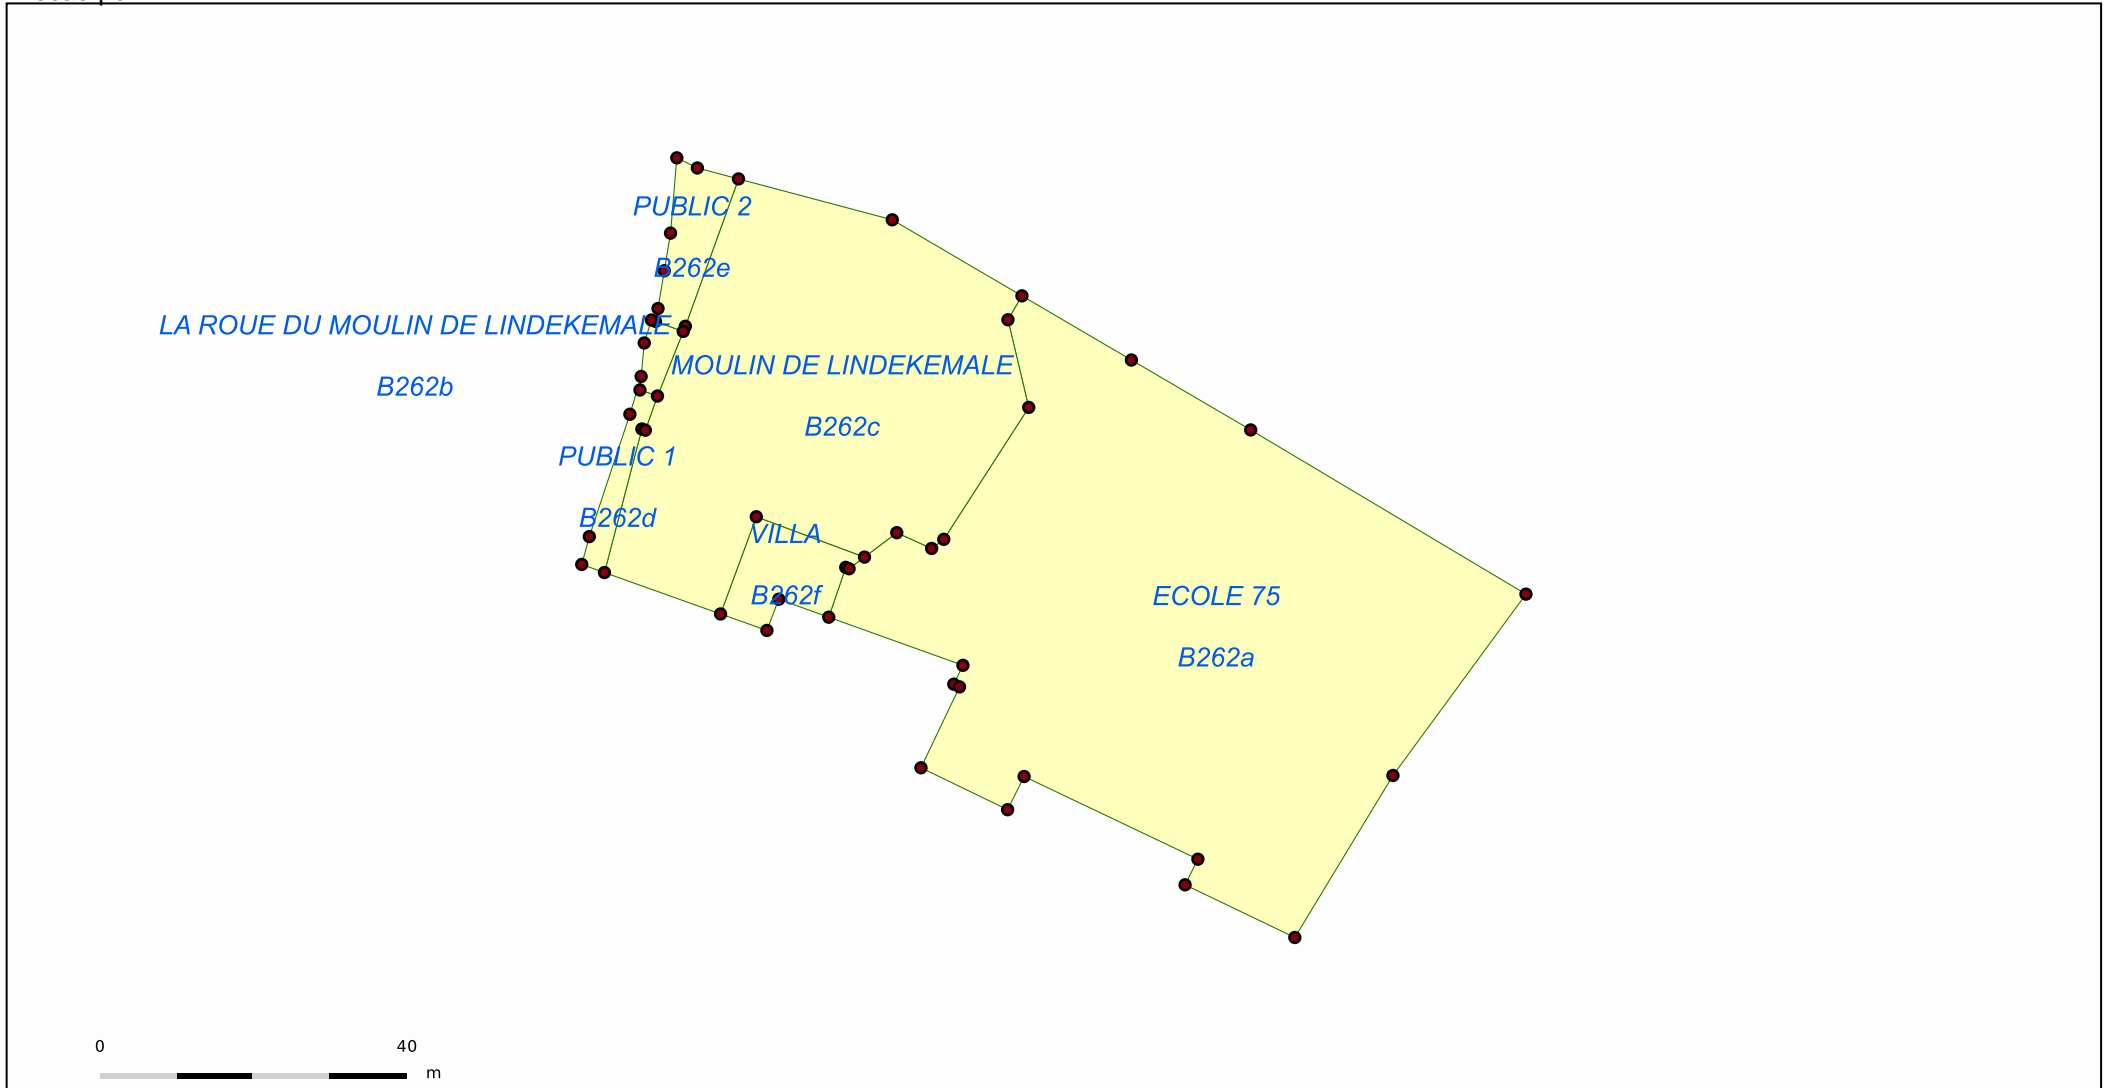 PUBLIC 2
B262e
LA ROUE DU MOULIN DE LINDEKEMALE
B262b
MOULIN DE LINDEKEMALE
B262c
PUBLIC 1
B262d
VILLA
B262f
ECOLE 75
B262a
0 40
m